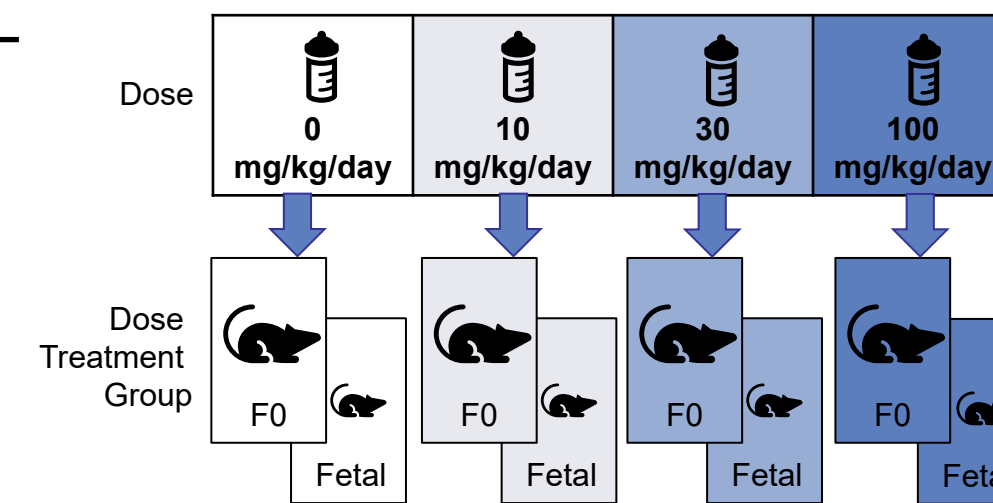 Dose
0
mg/kg/day
10
mg/kg/day
30
mg/kg/day
100
mg/kg/day
Dose
Treatment
Group
F0
Fetal
F0
Fetal
F0
Fetal
F0